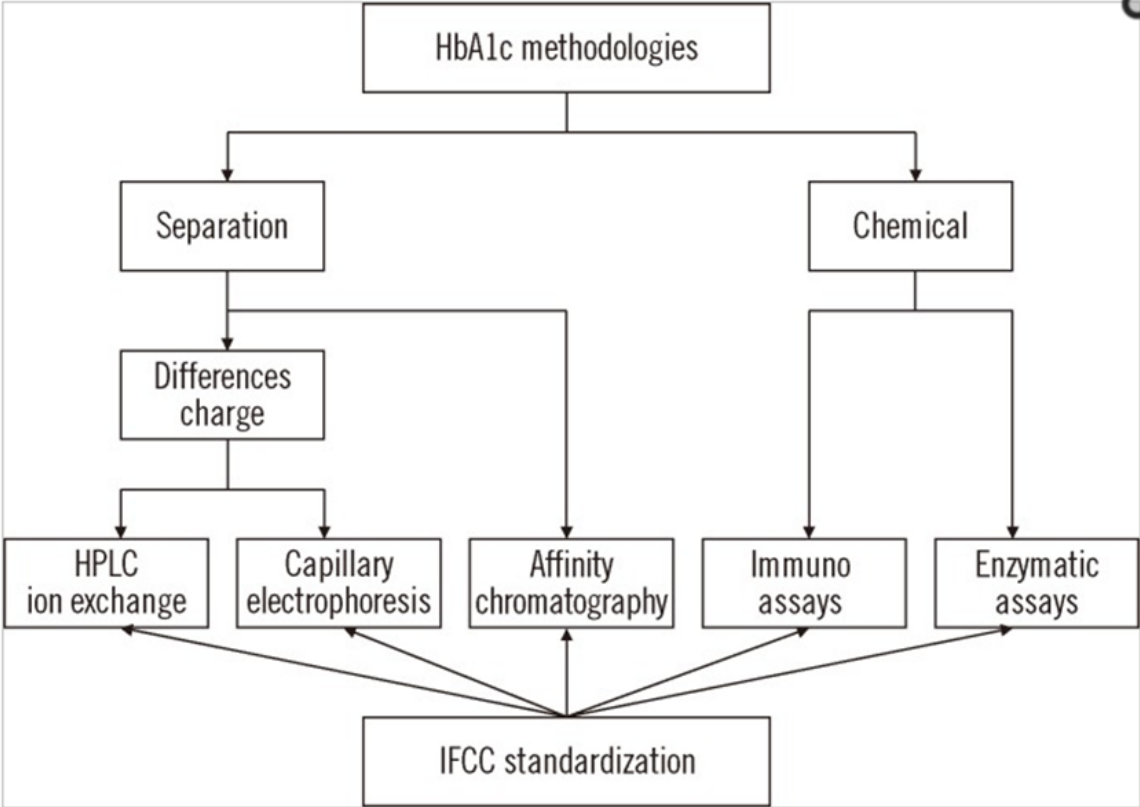 HbA1c methodologies
Separation
Chemical
Differences
charge
HPLC
ion exchange
Capillary
electrophoresis
Affinity
chromatography
Immuno
assays
Enzymatic
assays
IFCC standardization